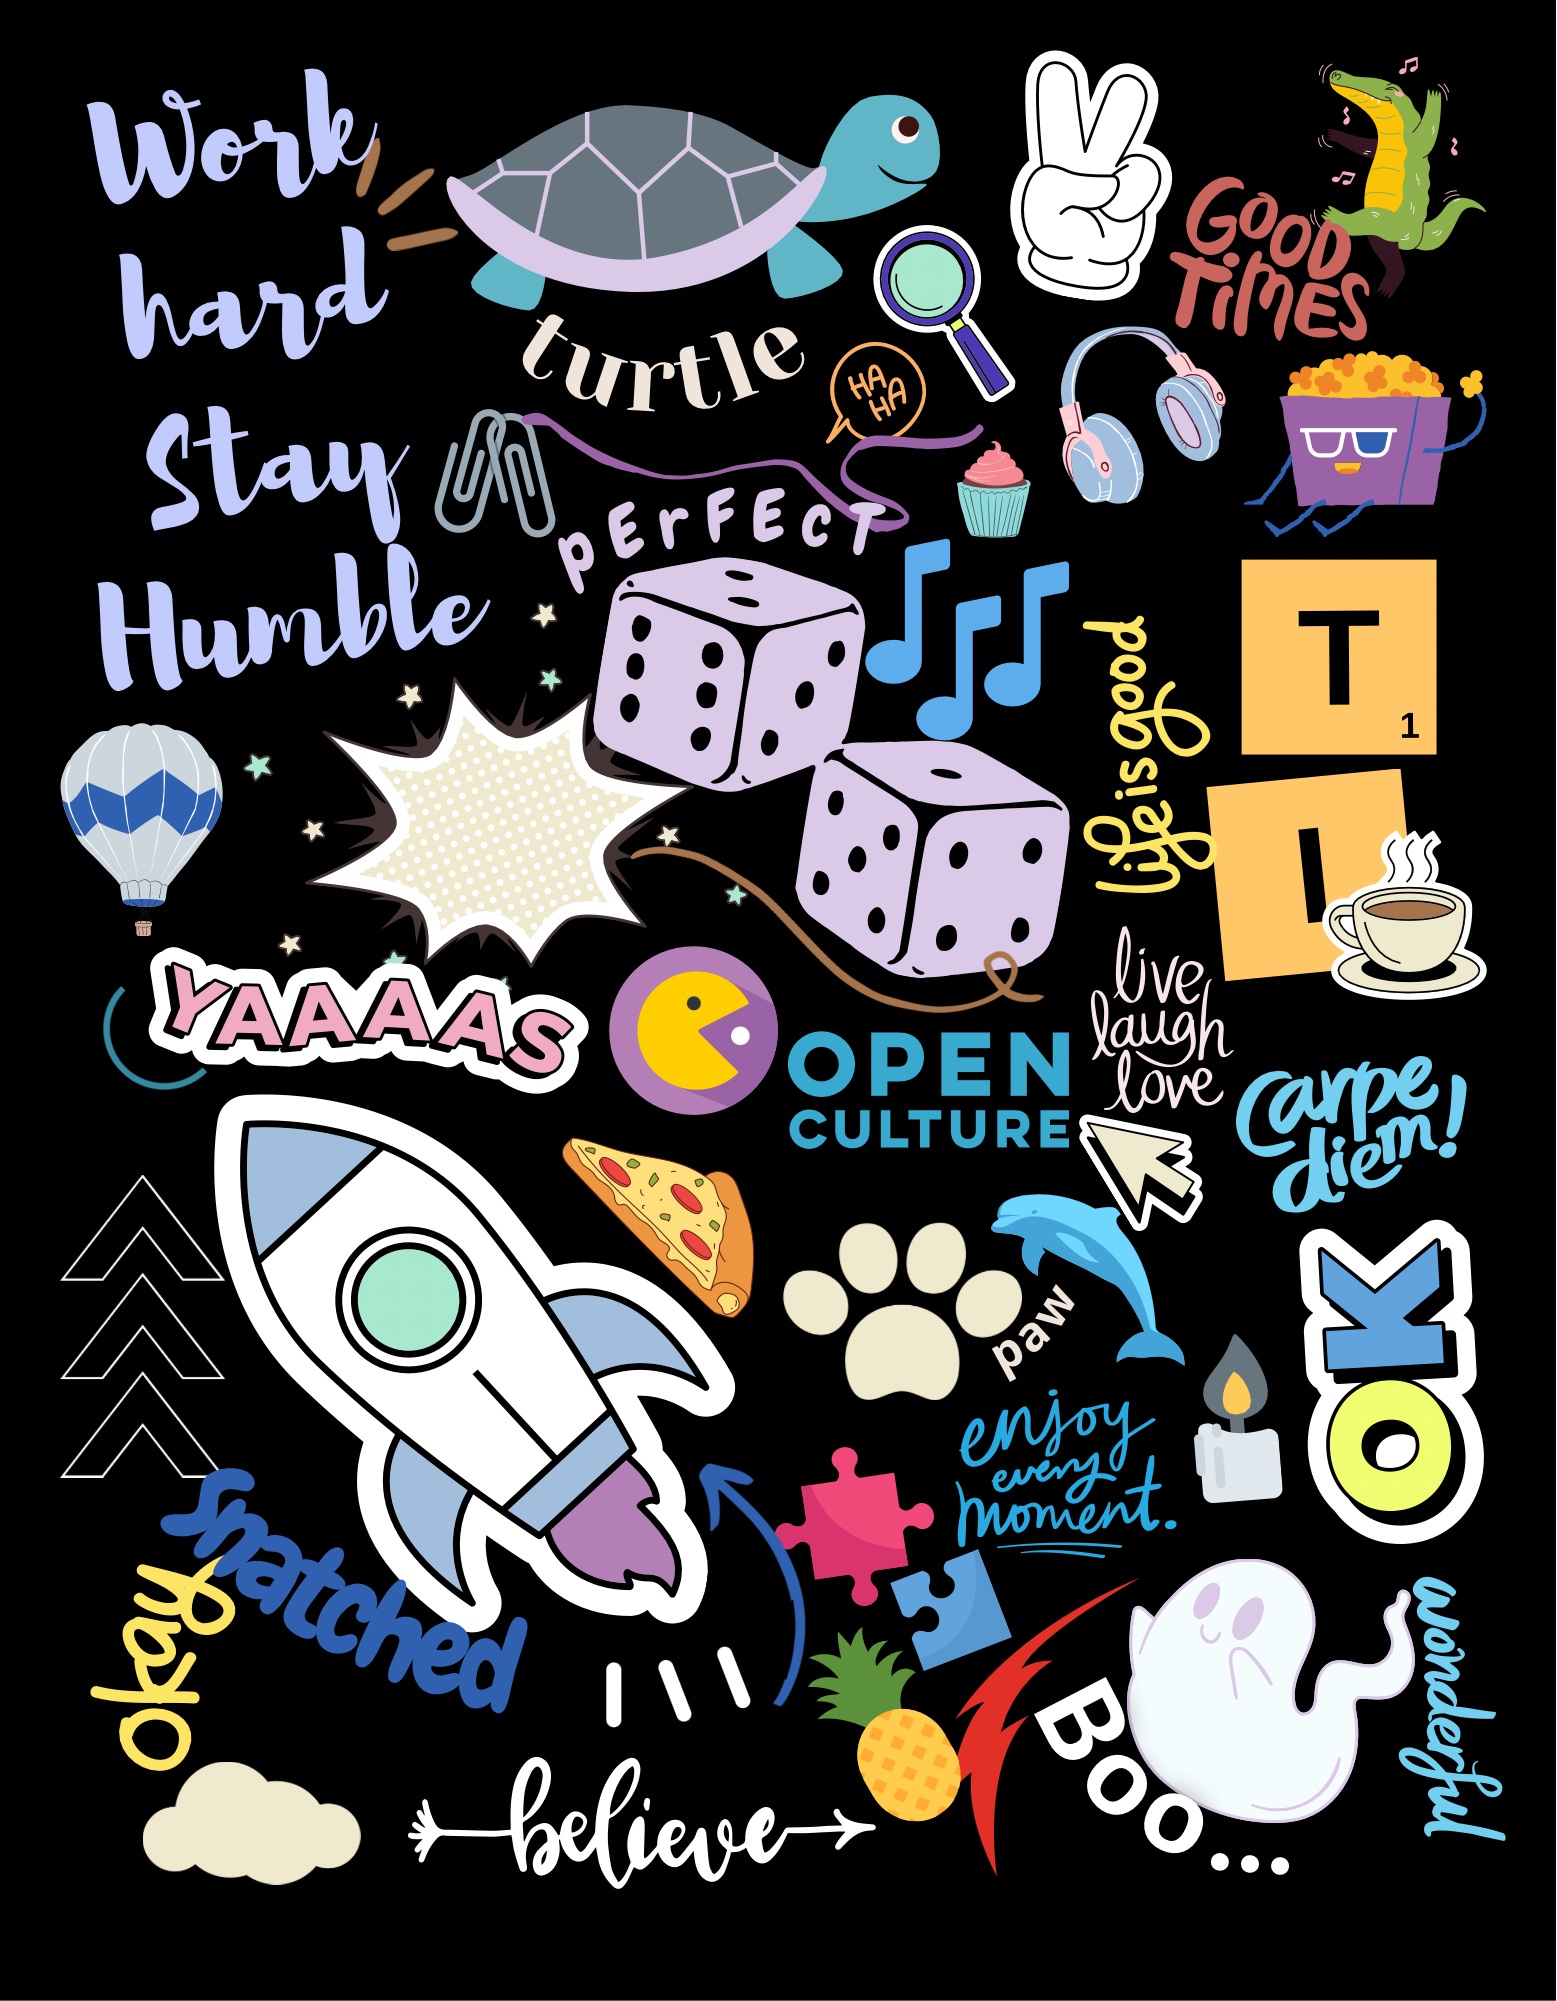 Work
hard
Stay
Humble
turtle
HA
HA
PErFECT
GOOD
TIMES
T
1
I
life is good
YAAAAS
OPEN
CULTURE
live
laugh
love
Carpe
diem!
paw
OK
enjoy
every
moment.
Snatched
okay
believe
Boo...
wonderful